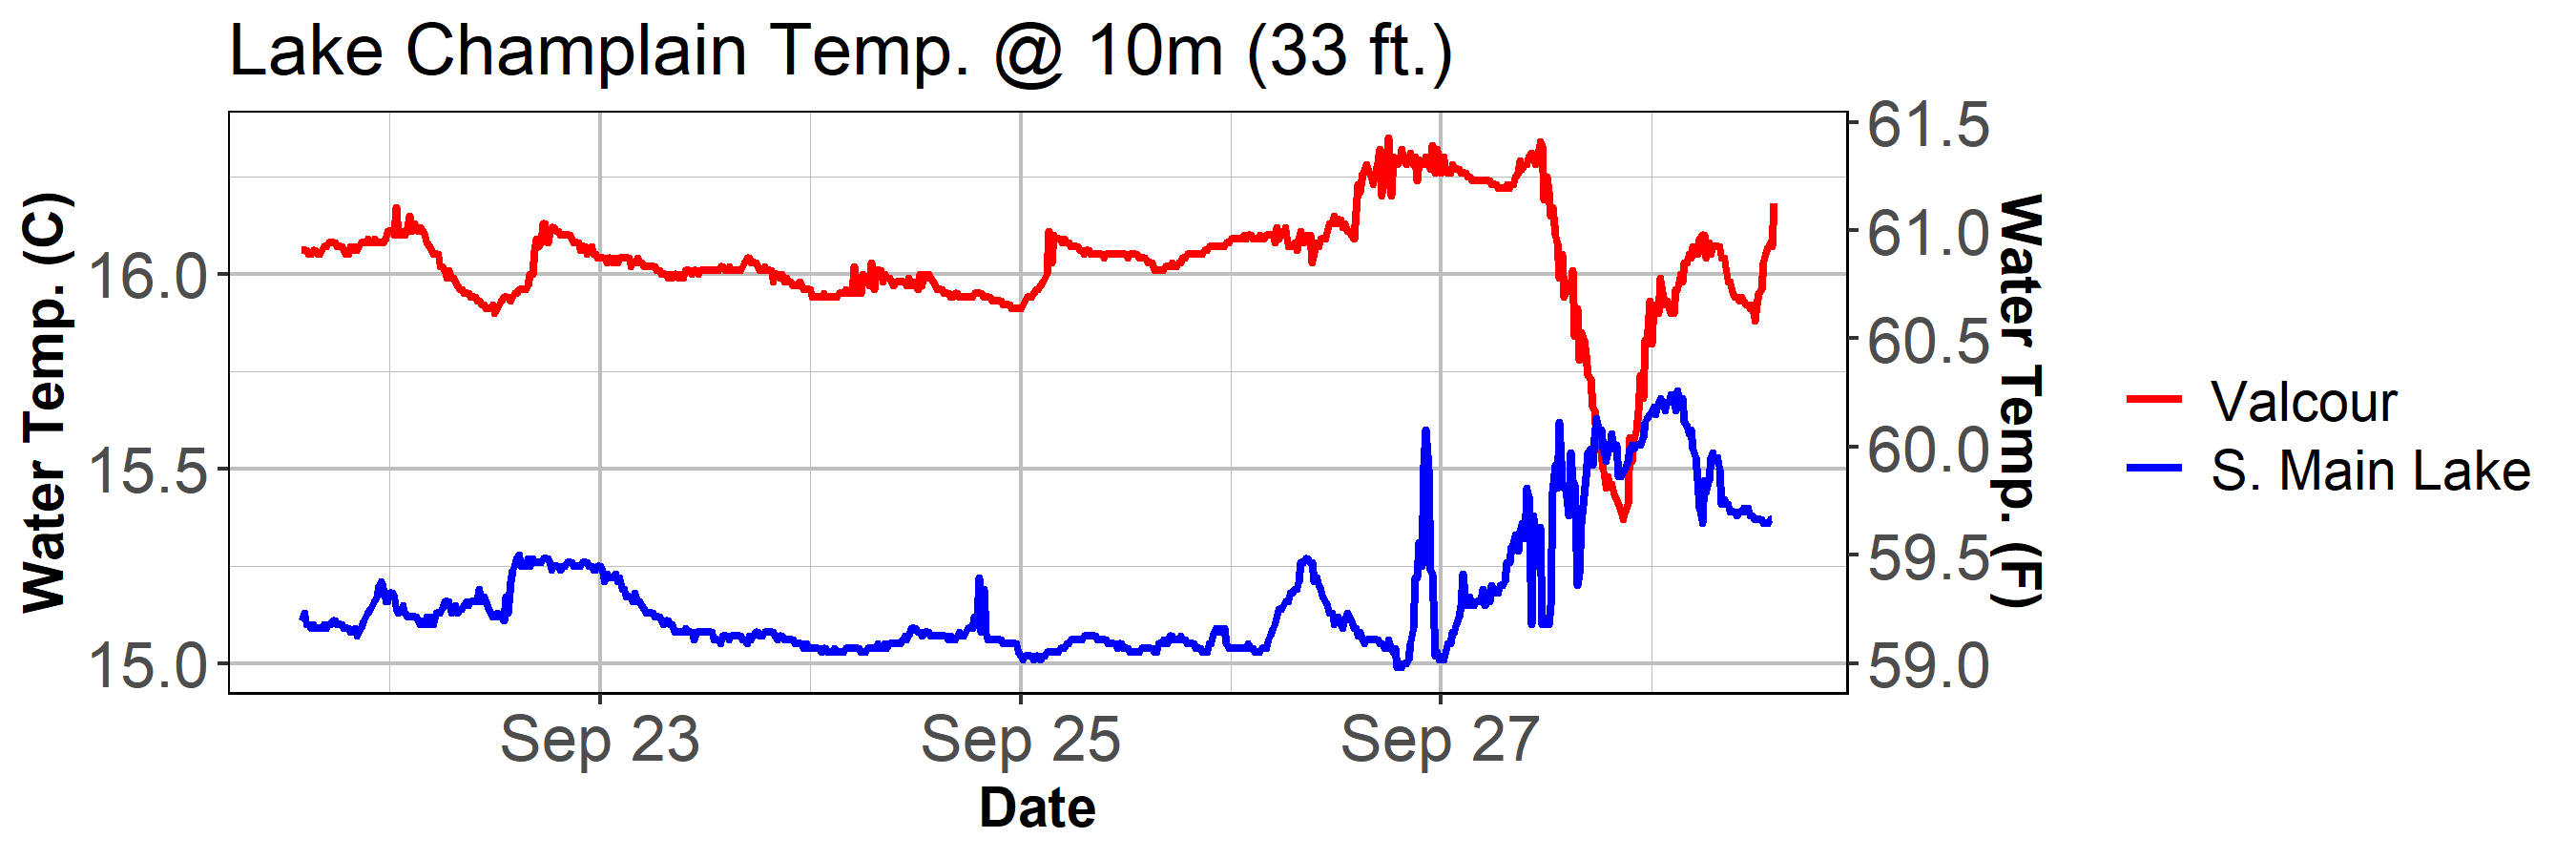 Lake Champlain Temp. @ 10m (33 ft.)
Water Temp. (C)
16.0
15.5
15.0
61.5
61.0
60.5
60.0
59.5
59.0
Water Temp. (F)
Sep 23
Sep 25
Sep 27
Date
Valcour
S. Main Lake